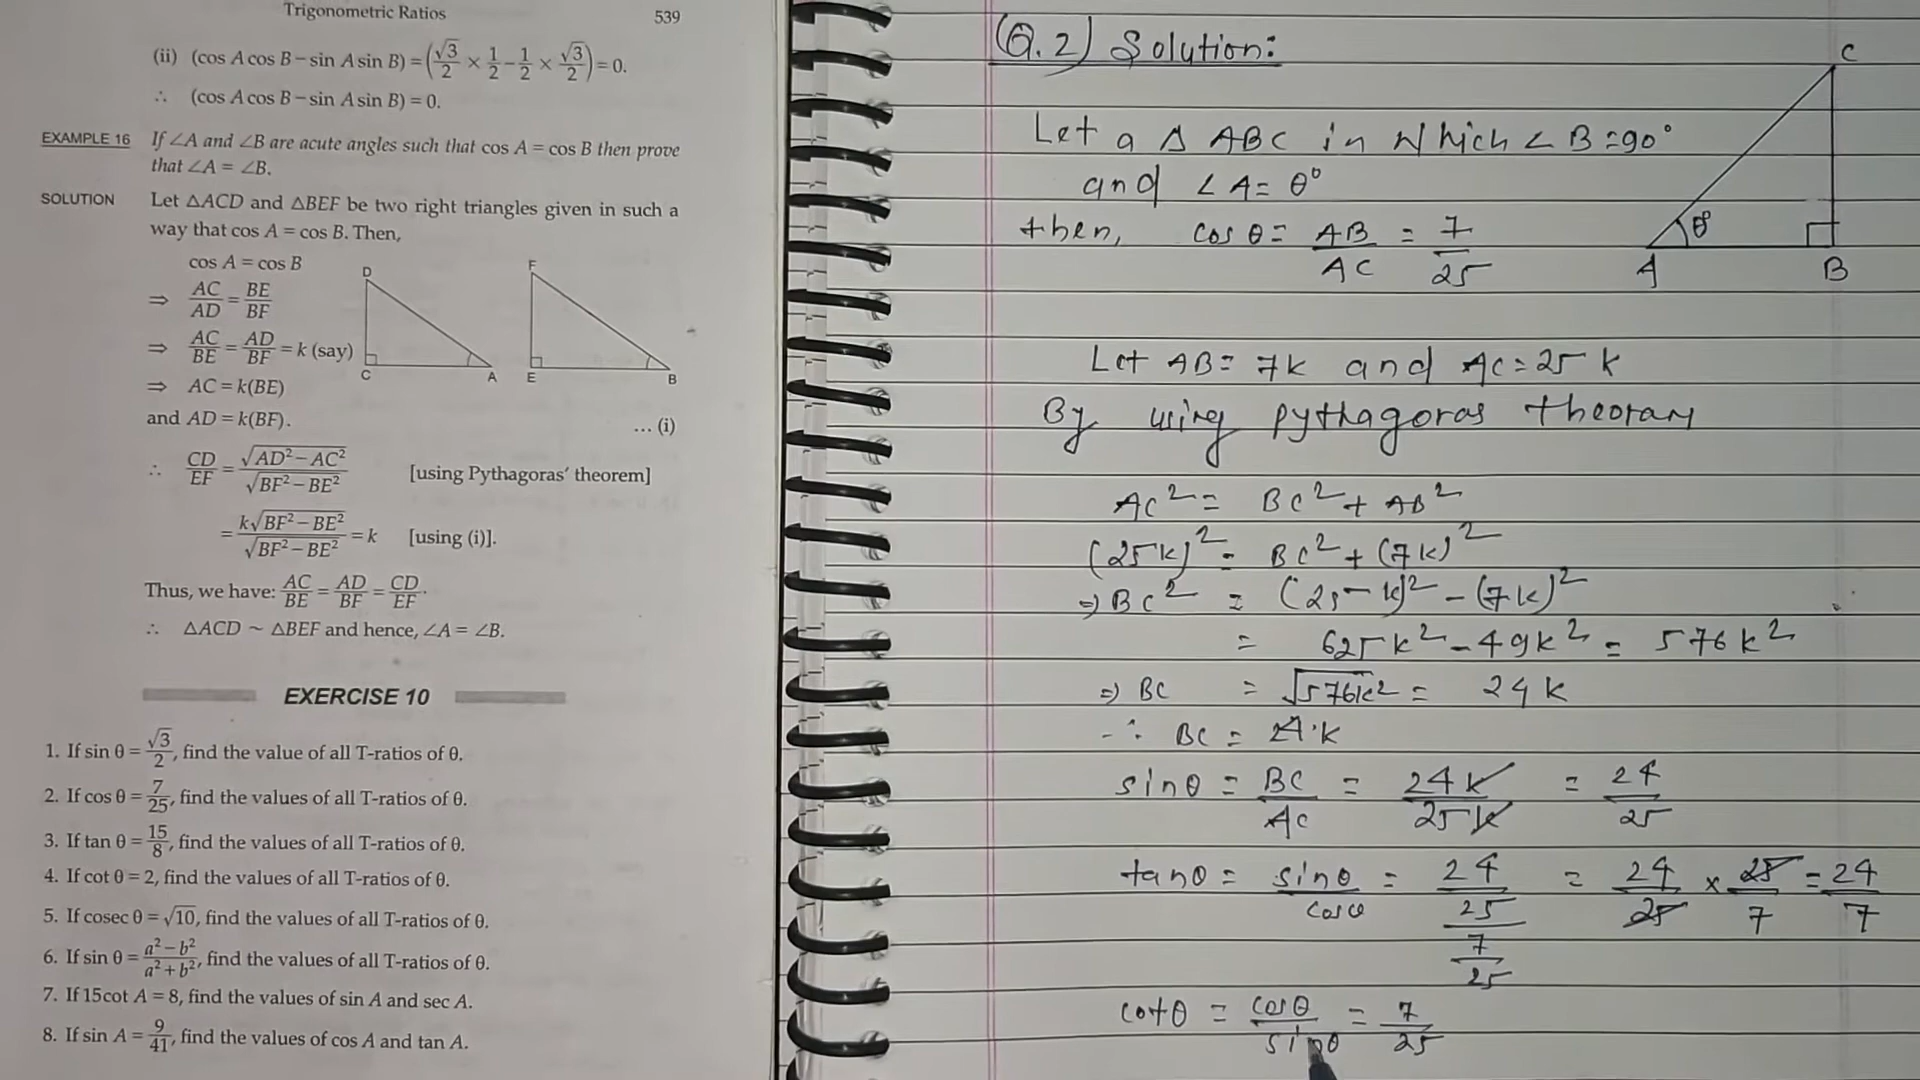 Trigonometric Ratios 539
(ii) (cos A cos B − sin A sin B) = (√3/2 × 1/2 − 1/2 × √3/2) = 0.
∴ (cos A cos B − sin A sin B) = 0.
EXAMPLE 16 If ∠A and ∠B are acute angles such that cos A = cos B then prove
that ∠A = ∠B.
SOLUTION Let △ACD and △BEF be two right triangles given in such a
way that cos A = cos B. Then,
cos A = cos B
⇒ AC/AD = BE/BF
⇒ AC/BE = AD/BF = k (say)
⇒ AC = k(BE)
and AD = k(BF). ... (i)
D
C
A
F
E
B
∴ CD/EF = √AD² − AC²/√BF² − BE² [using Pythagoras' theorem]
= k√BF² − BE²/√BF² − BE² = k [using (i)].
Thus, we have: AC/BE = AD/BF = CD/EF.
∴ △ACD ~ △BEF and hence, ∠A = ∠B.
EXERCISE 10
1. If sin θ = √3/2, find the value of all T-ratios of θ.
2. If cos θ = 7/25, find the values of all T-ratios of θ.
3. If tan θ = 15/8, find the values of all T-ratios of θ.
4. If cot θ = 2, find the values of all T-ratios of θ.
5. If cosec θ = √10, find the values of all T-ratios of θ.
6. If sin θ = a² − b²/a² + b², find the values of all T-ratios of θ.
7. If 15cot A = 8, find the values of sin A and sec A.
8. If sin A = 9/41, find the values of cos A and tan A.
(Q.2) Solution:
Let a △ ABC in which ∠B = 90°
and ∠A = θ°
then, cos θ = AB/AC = 7/25
C
θ°
A
B
Let AB = 7k and AC = 25k
By using pythagoras theoram
AC² = BC² + AB²
(25k)² = BC² + (7k)²
⇒ BC² = (25k)² − (7k)²
= 625k² − 49k² = 576k²
⇒ BC = √576k² = 24k
∴ BC = 24k
sinθ = BC/AC = 24k/25k = 24/25
tanθ = sinθ/cosθ = 24/25/7/25 = 24/25 × 25/7 = 24/7
cotθ = cosθ/sinθ = 7/25